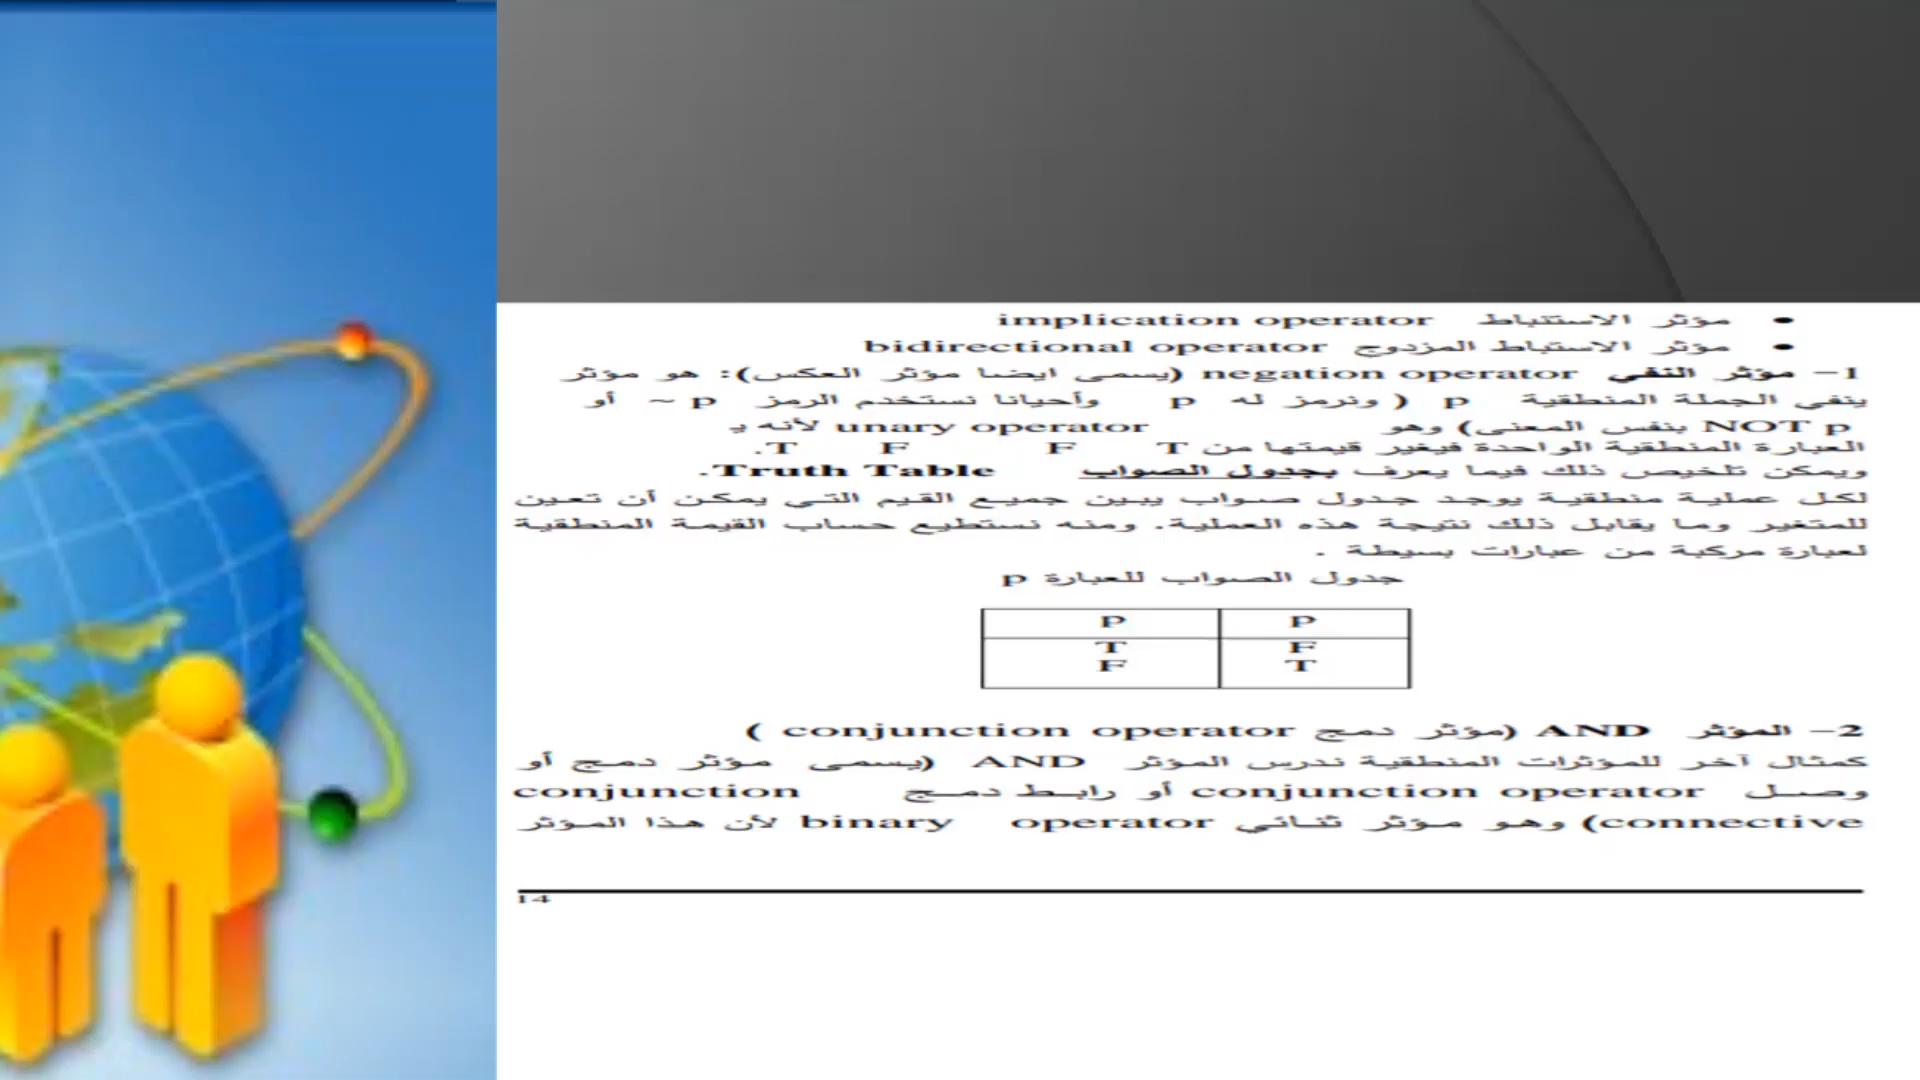 • مؤثر الاستنباط implication operator
• مؤثر الاستباط المزدوج bidirectional operator
1– مؤثر النفي negation operator (يسمى ايضا مؤثر العكس): هو مؤثر
ينفي الجملة المنطقية p ( ونرمز له p وأحيانا نستخدم الرمز p ~ أو
NOT p بنفس المعنى) وهو unary operator لأنه يـ
العبارة المنطقية الواحدة فيغير قيمتها من T F F T.
ويمكن تلخيص ذلك فيما يعرف بجدول الصواب Truth Table.
لكل عملية منطقية يوجد جدول صواب يبين جميع القيم التي يمكن أن تعين
للمتغير وما يقابل ذلك نتيجة هذه العملية. ومنه نستطيع حساب القيمة المنطقية
لعبارة مركبة من عبارات بسيطة .
جدول الصواب للعبارة p
P P
T F
F T
2– المؤثر AND (مؤثر دمج conjunction operator )
كمثال آخر للمؤثرات المنطقية ندرس المؤثر AND (يسمى مؤثر دمج أو
وصل conjunction operator أو رابط دمج conjunction
connective) وهو مؤثر ثنائي binary operator لأن هذا المؤثر
14